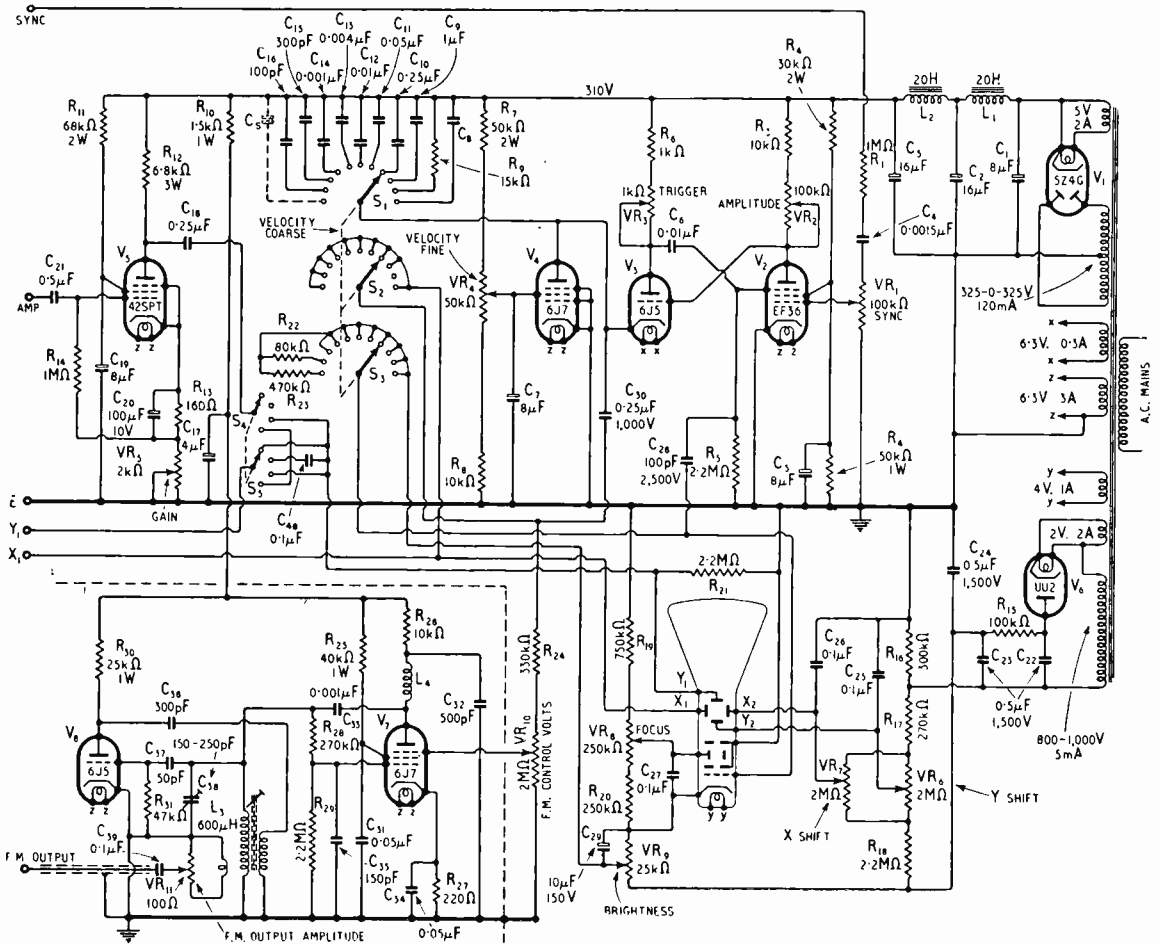 SYNC
C15
300pF
C13
0·004µF
C11
0·05µF
C9
1µF
C16
100pF
C14
0·001µF
C12
0·01µF
C10
0·25µF
R4
30kΩ
2W
20H
L2
20H
L1
310V
R11
68kΩ
2W
R10
1·5kΩ
1W
C5
C8
R7
50kΩ
2W
R9
15kΩ
R6
1kΩ
10kΩ
1MΩ
R1
C3
16µF
C2
16µF
C1
8µF
5V
2A
5Z4G
V1
R12
6·8kΩ
3W
S1
1kΩ
TRIGGER
VR3
C6
0·01µF
100kΩ
AMPLITUDE
VR2
C4
0·0015µF
C18
0·25µF
VELOCITY
COARSE
VELOCITY
FINE
VR4
50kΩ
S2
V5
42SPT
z z
C21
0·5µF
AMP
V4
6J7
z z
V3
6J5
x x
V2
EF36
z z
VR1
100kΩ
SYNC
325-0-325V
120mA
x
6·3V. 0·3A
x
z
6·3V 3A
z
A.C. MAINS
R14
1MΩ
C19
8µF
C20
100µF
10V
R13
160Ω
C17
4µF
VR5
2kΩ
GAIN
R22
80kΩ
470kΩ
R23
S3
S4
S5
C40
0·1µF
C7
8µF
R8
10kΩ
C30
0·25µF
1,000V
C28
100pF
2,500V
R5
2·2MΩ
C5
8µF
R4
50kΩ
1W
E
Y1
X1
y
4V. 1A
y
2V. 2A
UU2
V6
C24
0·5µF
1,500V
R15
100kΩ
C23
C22
0·5µF
1,500V
800-1,000V
5mA
2·2MΩ
R21
R30
25kΩ
1W
R25
40kΩ
1W
R26
10kΩ
L4
330kΩ
R24
750kΩ
R19
C26
0·1µF
C25
0·1µF
R16
300kΩ
R17
270kΩ
C36
300pF
0·001µF
C33
C32
500pF
Y1
X1
X2
Y2
V8
6J5
z z
C37
50pF
150-250pF
C38
R28
270kΩ
V7
6J7
z z
VR10
2MΩ
F.M. CONTROL VOLTS
VR8
250kΩ
FOCUS
C27
0·1µF
y y
VR7
2MΩ
X SHIFT
VR6
2MΩ
Y SHIFT
R31
47kΩ
L3
600µH
R29
2·2MΩ
C31
0·05µF
C35
150pF
C34
0·05µF
R27
220Ω
R20
250kΩ
C29
10µF
150V
VR9
25kΩ
BRIGHTNESS
R18
2·2MΩ
C39
0·1µF
F M OUTPUT
VR11
100Ω
F.M. OUTPUT AMPLITUDE